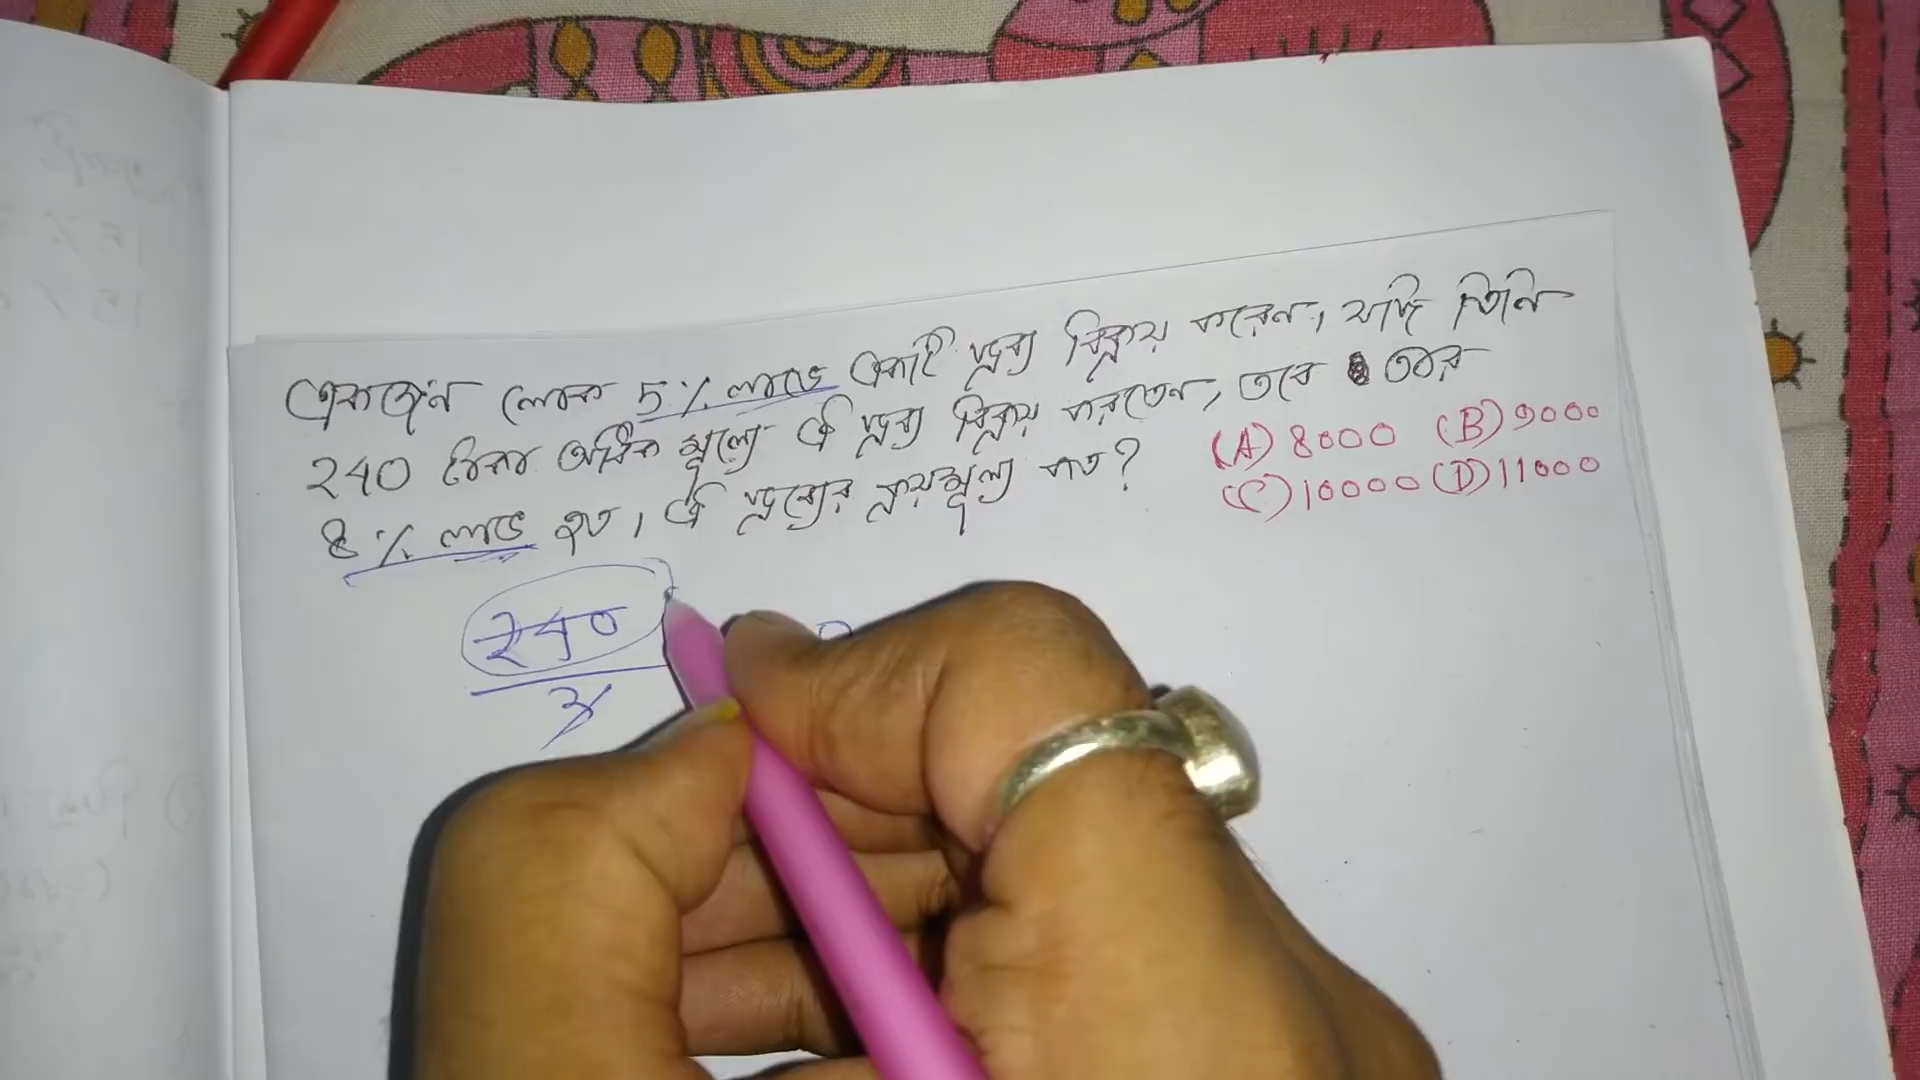 একজন লোক 5% লাভে একটি দ্রব্য বিক্রয় করেন, যদি তিনি
240 টাকা অধিক মূল্যে ঐ দ্রব্য বিক্রয় করতেন, তবে তার
8% লাভ হত, ঐ দ্রব্যের ক্রয়মূল্য কত?
(A) 8000 (B) 9000
(C) 10000 (D) 11000
240
3